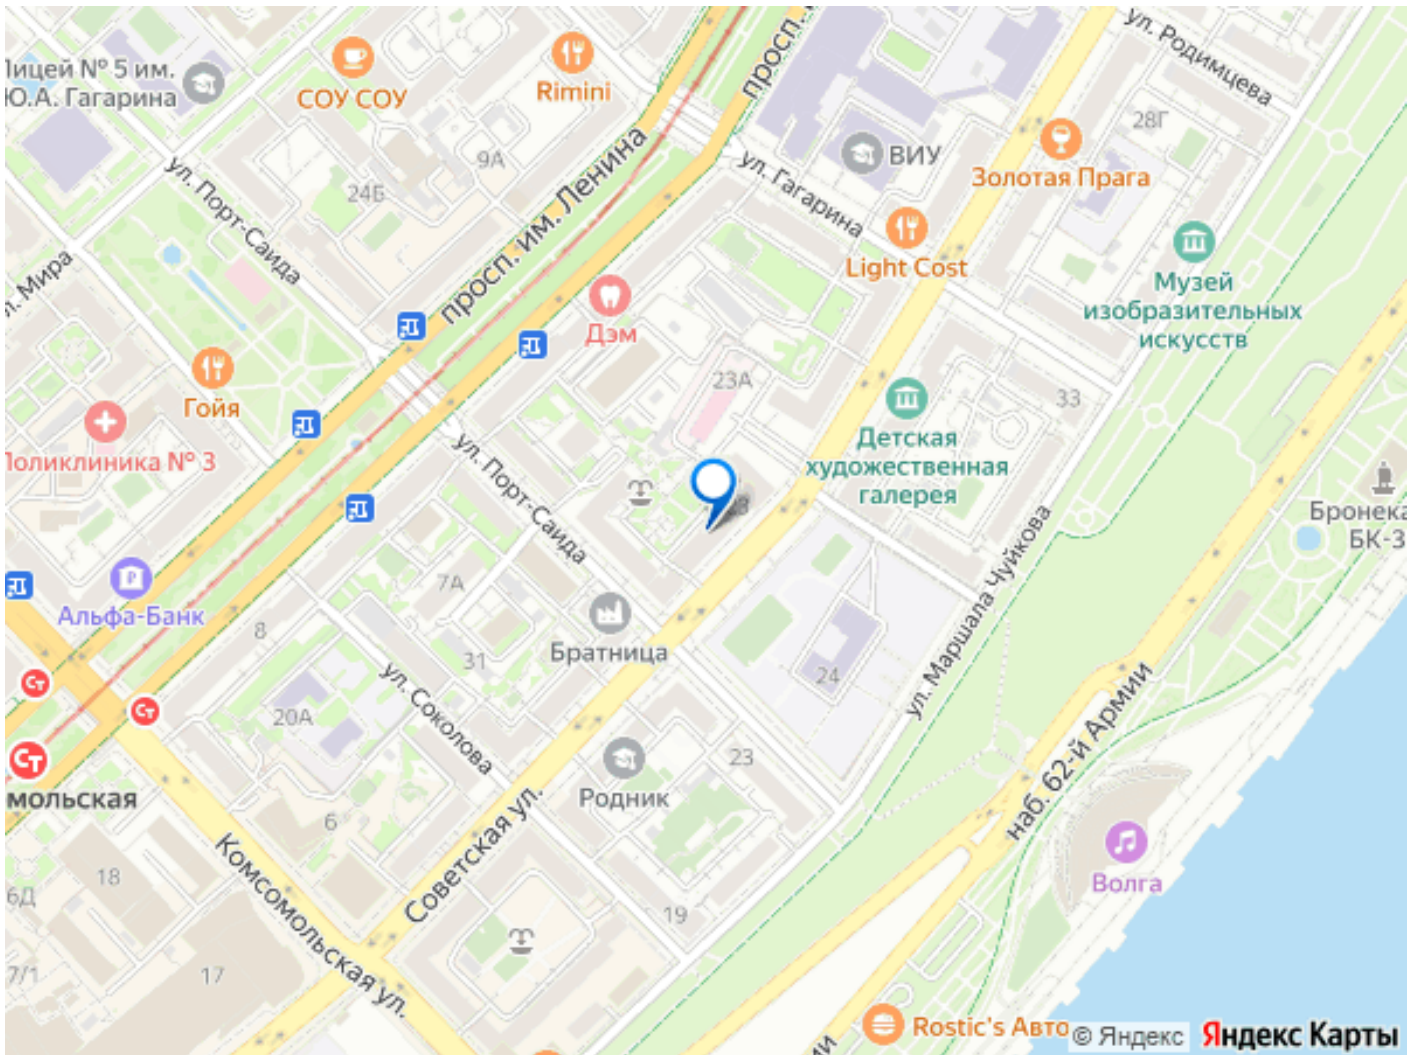 ул. Родимцева
просп.
Лицей № 5 им.
Ю.А. Гагарина
СОУ СОУ
Rimini
28Г
9А
ВИУ
Золотая Прага
24Б
ул. Порт-Саида
просп. им. Ленина
ул. Гагарина
Light Cost
Музей
изобразительных
искусств
л. Мира
Дэм
23А
33
Гойя
Детская
художественная
галерея
Поликлиника № 3
ул. Порт-Саида
Бронека
БК-3
Альфа-Банк
7А
8
Братница
31
24
ул. Маршала Чуйкова
ул. Соколова
20А
Ст
Ст
Ст
мольская
23
Родник
наб. 62-й Армии
6
Советская ул.
Комсомольская ул.
18
6Д
19
Волга
17
7/1
Rostic's Авто
ии
© Яндекс
Яндекс Карты